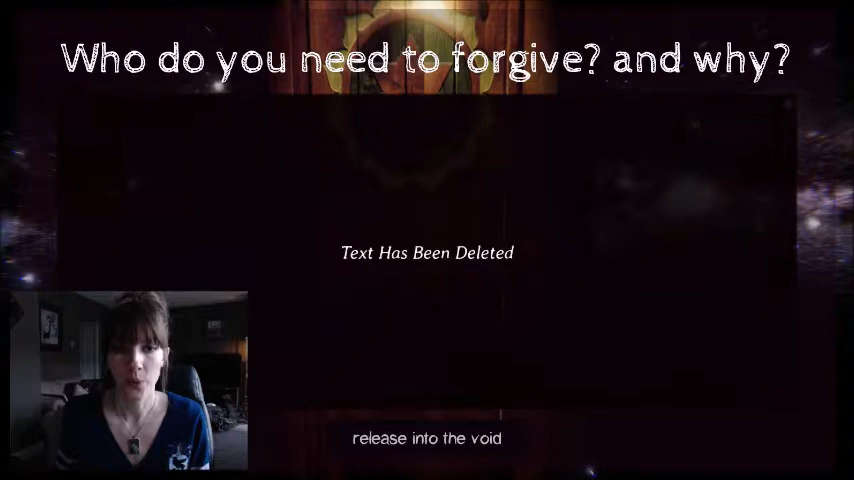 Who do you need to forgive? and why?
Text Has Been Deleted
release into the void